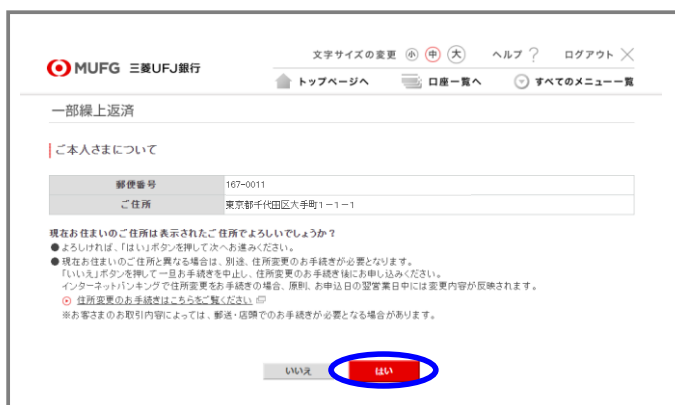 文字サイズの変更 小 中 大 ヘルプ ? ログアウト
MUFG 三菱UFJ銀行
トップページへ 口座一覧へ すべてのメニュー一覧
一部繰上返済
ご本人さまについて
郵便番号 167-0011
ご住所 東京都千代田区大手町1-1-1
現在お住まいのご住所は表示されたご住所でよろしいでしょうか?
●よろしければ、「はい」ボタンを押して次へお進みください。
●現在お住まいのご住所と異なる場合は、別途、住所変更のお手続きが必要となります。
「いいえ」ボタンを押して一旦お手続きを中止し、住所変更のお手続き後にお申し込みください。
インターネットバンキングで住所変更をお手続きの場合、原則、お申込日の翌営業日中には変更内容が反映されます。
住所変更のお手続きはこちらをご覧ください
※お客さまのお取引内容によっては、郵送・店頭でのお手続きが必要となる場合があります。
いいえ はい